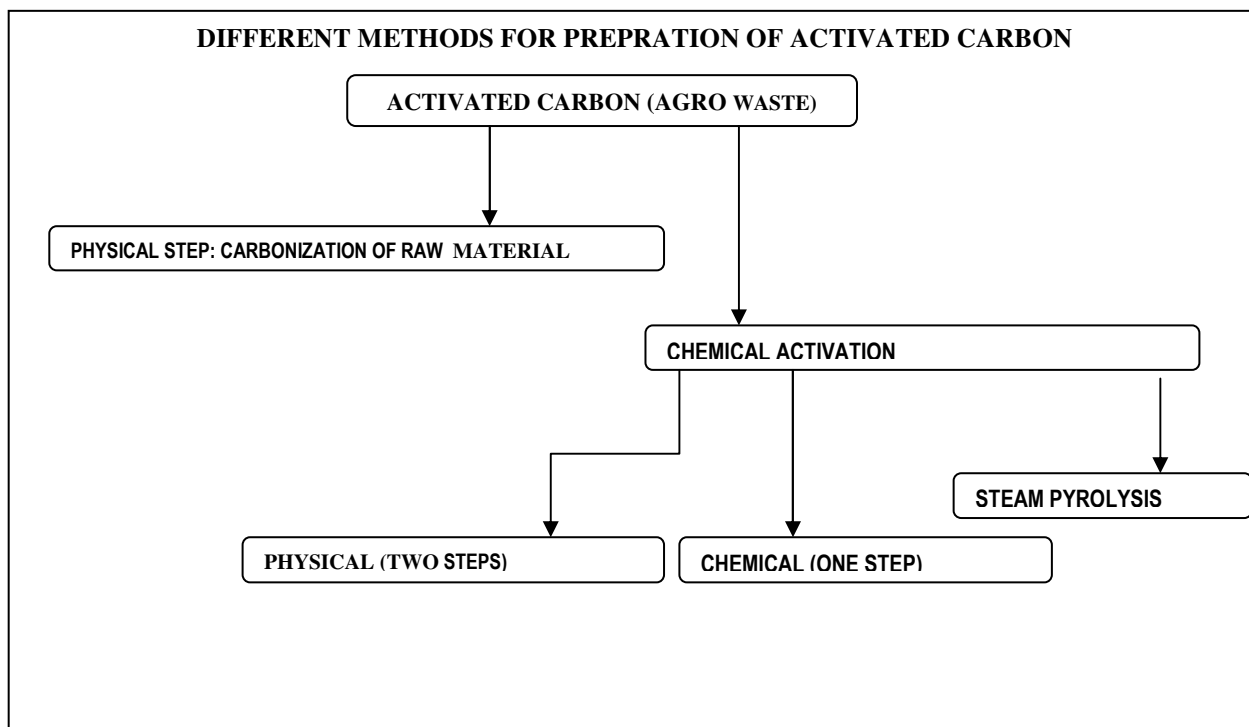 DIFFERENT METHODS FOR PREPRATION OF ACTIVATED CARBON
ACTIVATED CARBON (AGRO WASTE)
PHYSICAL STEP: CARBONIZATION OF RAW MATERIAL
CHEMICAL ACTIVATION
STEAM PYROLYSIS
PHYSICAL (TWO STEPS)
CHEMICAL (ONE STEP)